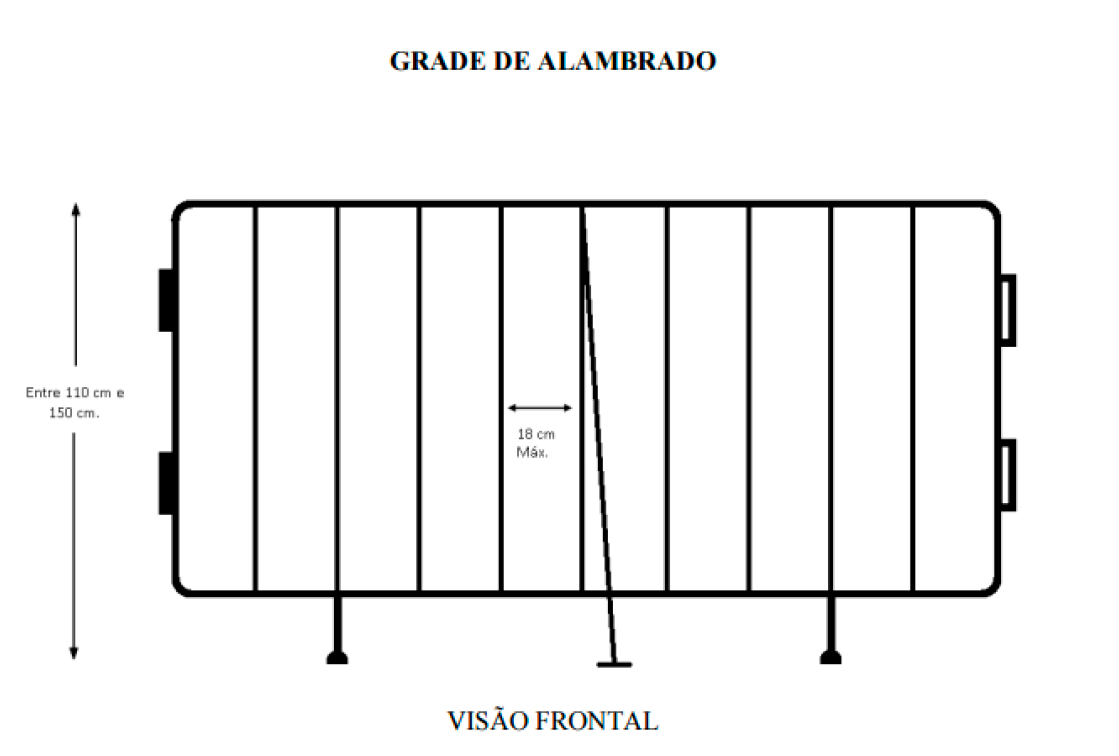 GRADE DE ALAMBRADO
Entre 110 cm e
150 cm.
18 cm
Máx.
VISÃO FRONTAL